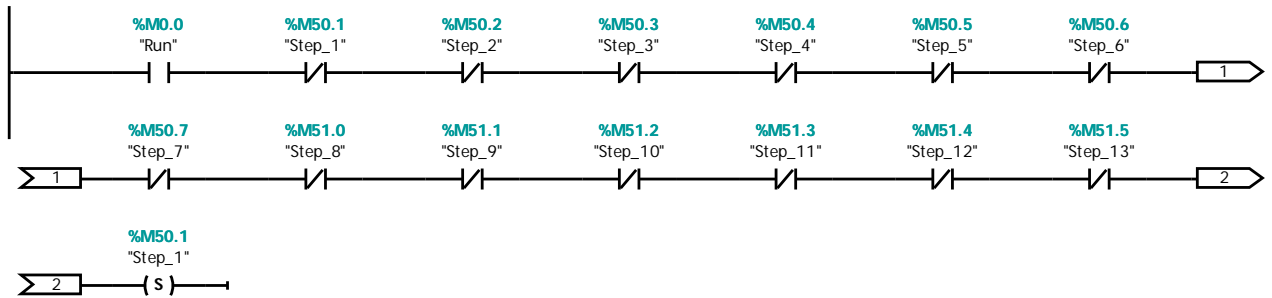 %M0.0 %M50.1 %M50.2 %M50.3 %M50.4 %M50.5 %M50.6
"Run" "Step_1" "Step_2" "Step_3" "Step_4" "Step_5" "Step_6"
1
%M50.7 %M51.0 %M51.1 %M51.2 %M51.3 %M51.4 %M51.5
"Step_7" "Step_8" "Step_9" "Step_10" "Step_11" "Step_12" "Step_13"
1 2
%M50.1
"Step_1"
2 S